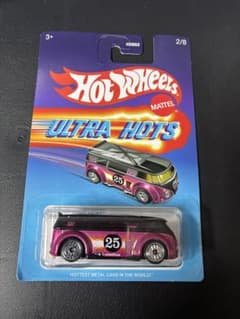 3+
2/8
Hot Wheels
MATTEL
ULTRA HOTS
25
25
HOTTEST METAL CARS IN THE WORLD!